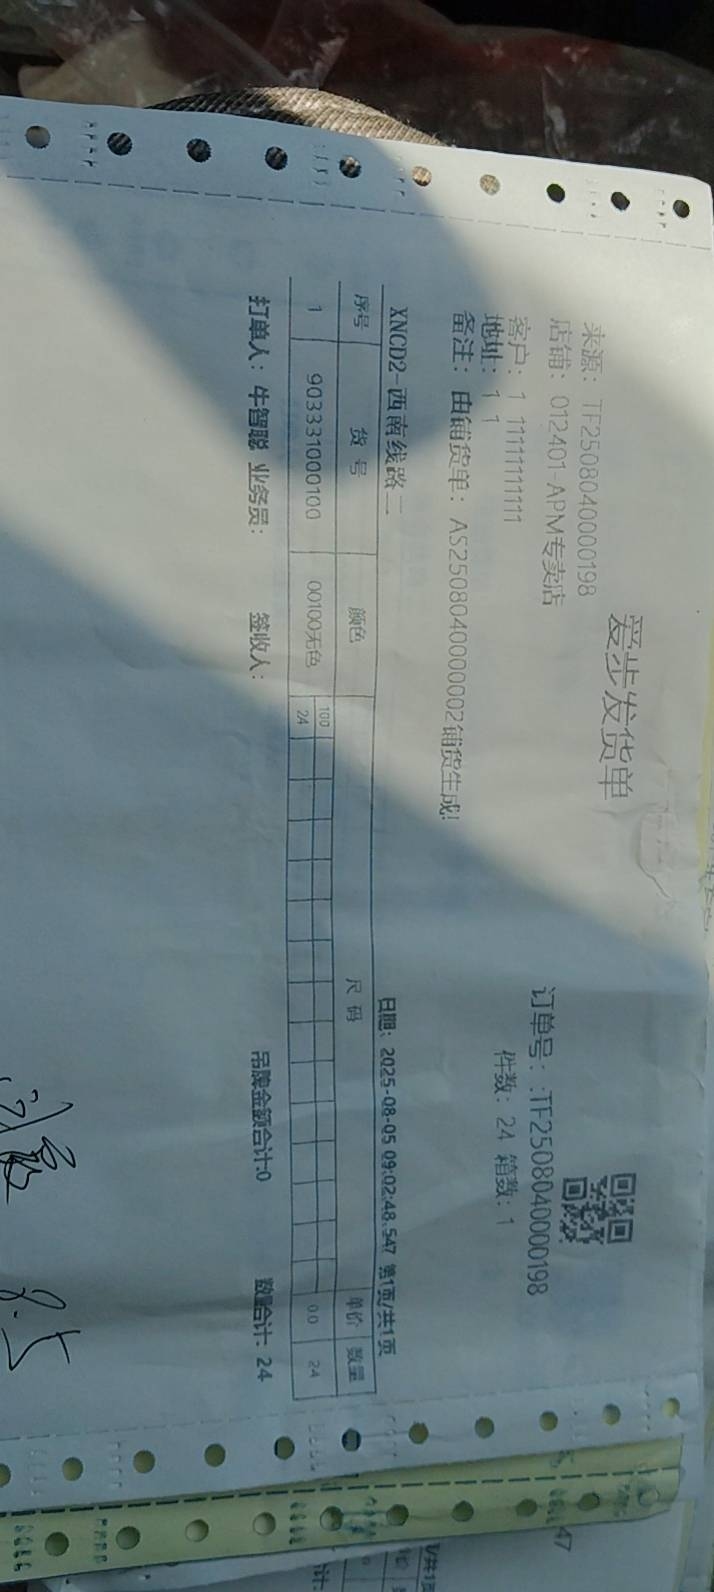 爱步发货单
来源：TF2508040000198
订单号：:TF2508040000198
店铺：012401-APM专卖店
件数：24 箱数：1
客户：1 11111111111
地址：1 1
备注：由铺货单：AS2508040000002铺货生成!
XNCD2-西南线路二 日期：2025-08-05 09:02:48.547 第1页/共1页
序号 货号 颜色 尺码 单价 数量
100
1 903331000100 00100无色 24 0.0 24
打单人：牛智聪 业务员： 签收人： 吊牌金额合计:0 数量合计：24
8.5
47